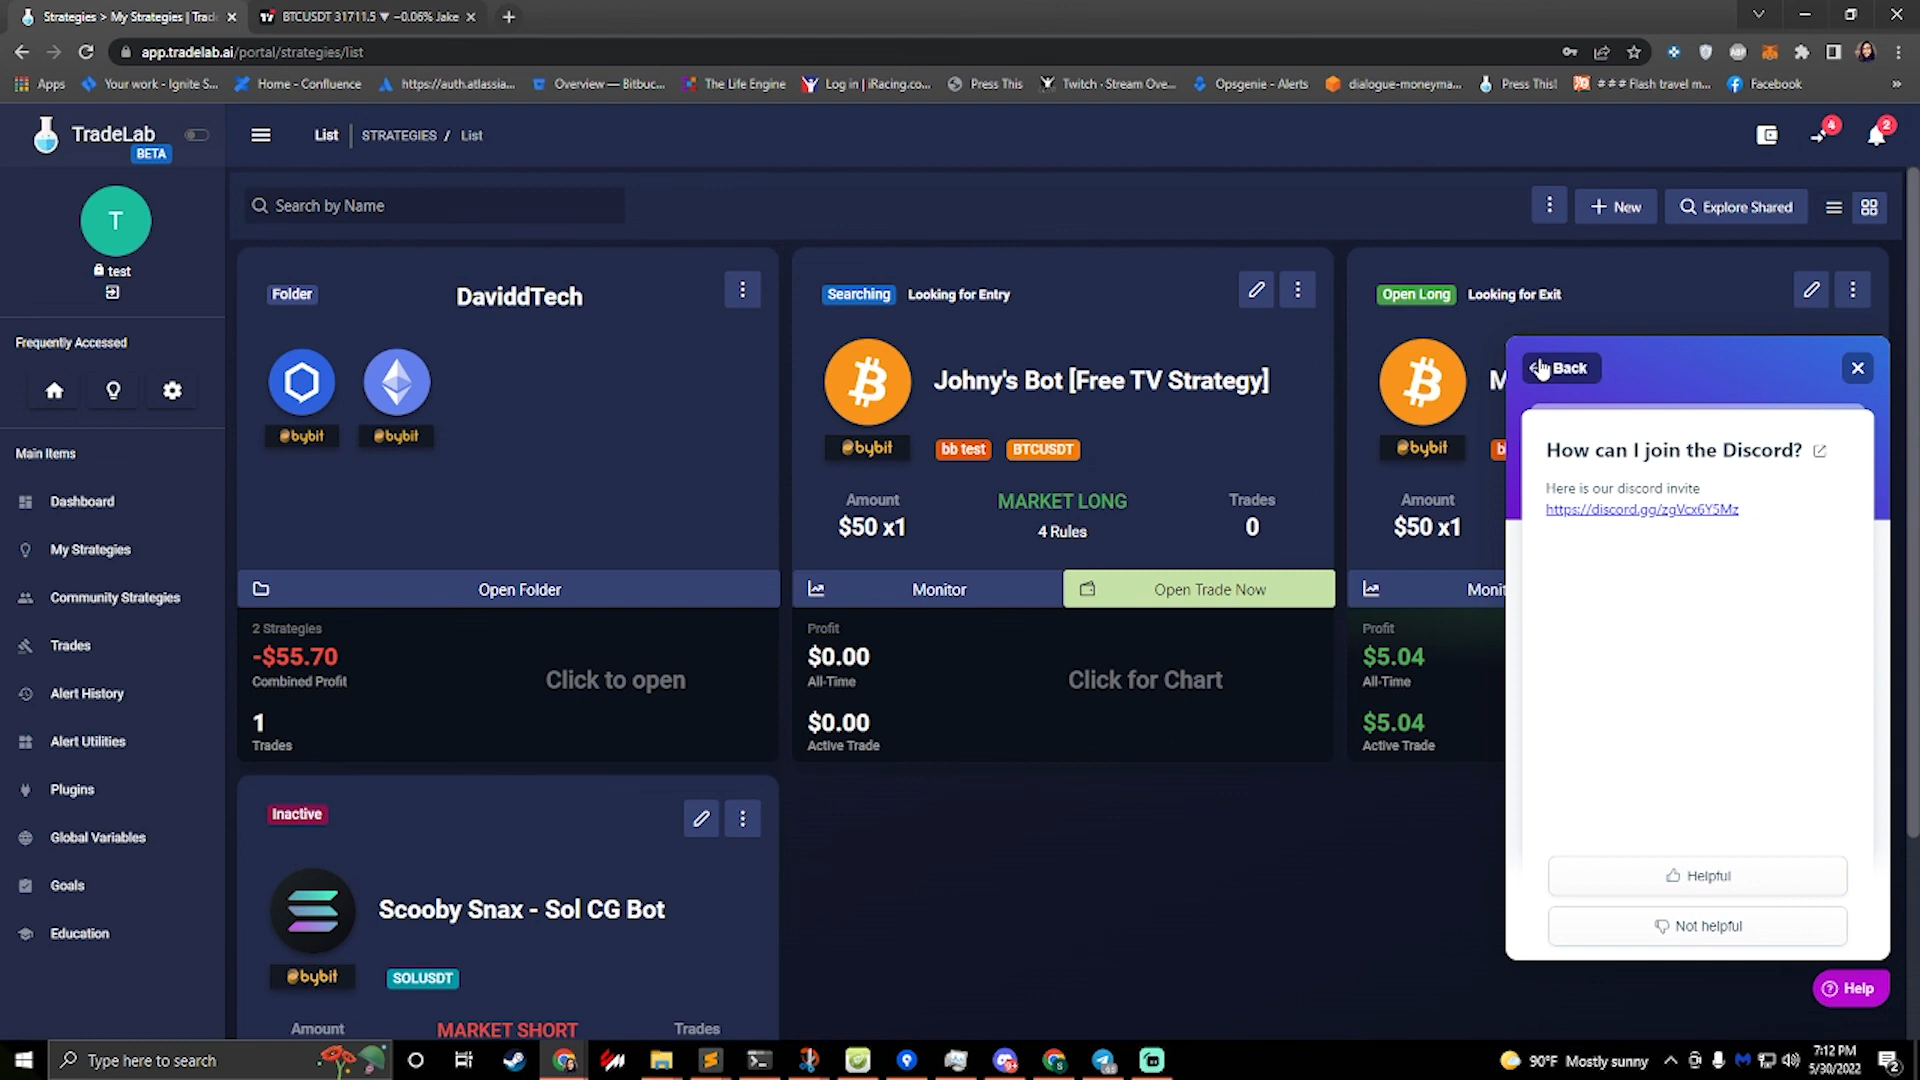 Strategies > My Strategies | Trad
BTCUSDT 31711.5 ▼ −0.06% Jake
app.tradelab.ai/portal/strategies/list
Apps
Your work - Ignite S...
Home - Confluence
https://auth.atlassia...
Overview — Bitbuc...
The Life Engine
Log in | iRacing.co...
Press This
Twitch - Stream Ove...
Opsgenie - Alerts
dialogue-moneyma...
Press This!
# # # Flash travel m...
Facebook
»
TradeLab
BETA
List
STRATEGIES / List
4
2
T
test
Frequently Accessed
Main Items
Dashboard
My Strategies
Community Strategies
Trades
Alert History
Alert Utilities
Plugins
Global Variables
Goals
Education
Search by Name
+ New
Explore Shared
Folder
DaviddTech
bybit
bybit
Open Folder
2 Strategies
-$55.70
Combined Profit
1
Trades
Click to open
Searching
Looking for Entry
Johny's Bot [Free TV Strategy]
bybit
bb test
BTCUSDT
Amount
$50 x1
MARKET LONG
4 Rules
Trades
0
Monitor
Open Trade Now
Profit
$0.00
All-Time
$0.00
Active Trade
Click for Chart
Open Long
Looking for Exit
M
bybit
b
Amount
$50 x1
Monit
Profit
$5.04
All-Time
$5.04
Active Trade
Inactive
Scooby Snax - Sol CG Bot
bybit
SOLUSDT
Amount
MARKET SHORT
Trades
Back
How can I join the Discord?
Here is our discord invite
https://discord.gg/zgVcx6Y5Mz
Helpful
Not helpful
Help
Type here to search
90°F Mostly sunny
7:12 PM
5/30/2022
2